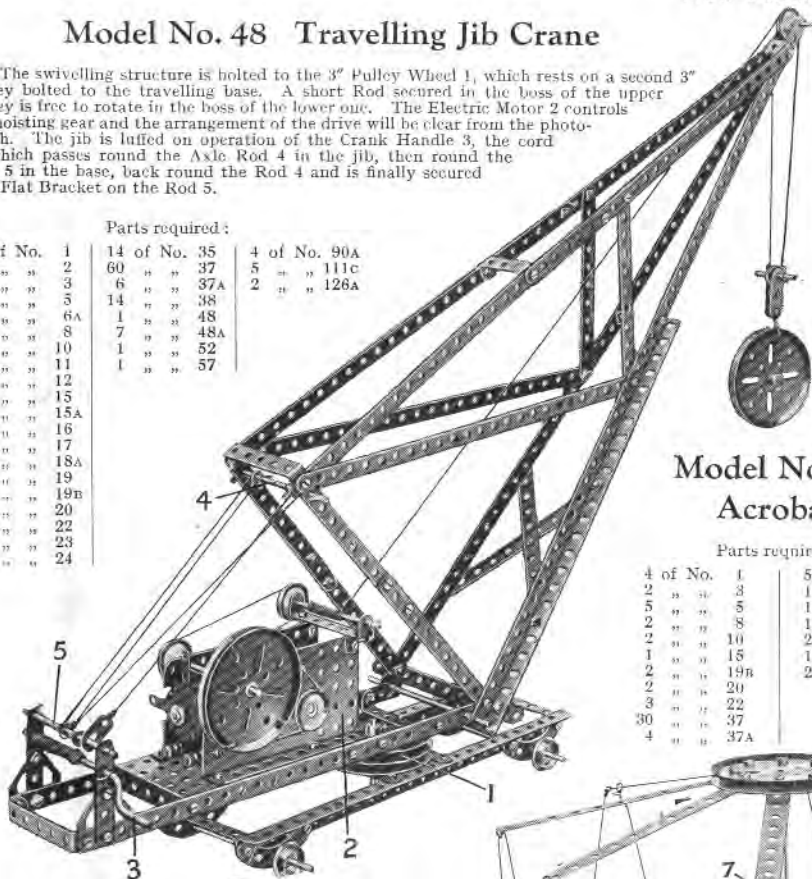 Model No. 48 Travelling Jib Crane
The swivelling structure is bolted to the 3″ Pulley Wheel 1, which rests on a second 3″
ey bolted to the travelling base. A short Rod secured in the boss of the upper
ey is free to rotate in the boss of the lower one. The Electric Motor 2 controls
hoisting gear and the arrangement of the drive will be clear from the photo-
h. The jib is luffed on operation of the Crank Handle 3, the cord
hich passes round the Axle Rod 4 in the jib, then round the
5 in the base, back round the Rod 4 and is finally secured
Flat Bracket on the Rod 5.
Parts required :
f No. 1
„ „ 2
„ „ 3
„ „ 5
„ „ 6A
„ „ 8
„ „ 10
„ „ 11
„ „ 12
„ „ 15
„ „ 15A
„ „ 16
„ „ 17
„ „ 18A
„ „ 19
„ „ 19B
„ „ 20
„ „ 22
„ „ 23
„ „ 24
14 of No. 35
60 „ „ 37
6 „ „ 37A
14 „ „ 38
1 „ „ 48
7 „ „ 48A
1 „ „ 52
1 „ „ 57
4 of No. 90A
5 „ „ 111C
2 „ „ 126A
4
5
1
2
3
Model No
Acroba
Parts requir
4 of No. 1
2 „ „ 3
5 „ „ 5
2 „ „ 8
2 „ „ 10
1 „ „ 15
2 „ „ 19B
2 „ „ 20
3 „ „ 22
30 „ „ 37
4 „ „ 37A
5
1
1
1
2
1
2
7